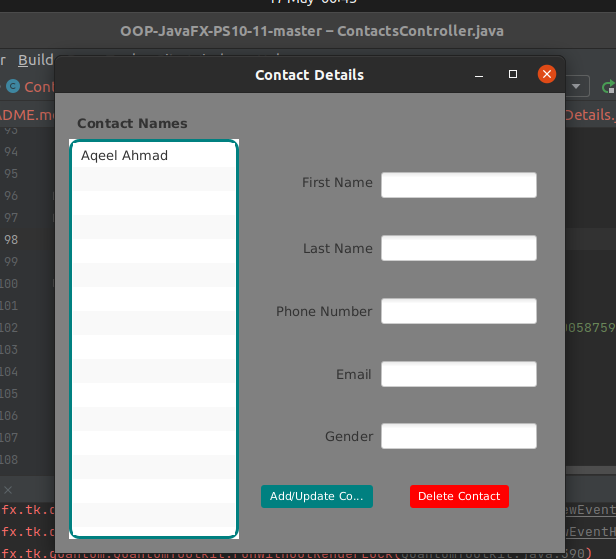 17 May 00:45
OOP-JavaFX-PS10-11-master – ContactsController.java
r Build
Contact Details
Cont
DME.m
Details.j
Contact Names
Aqeel Ahmad
First Name
Last Name
Phone Number
Email
Gender
Add/Update Co...
Delete Contact
93
94
95
96
97
98
99
100
101
102
0058759
103
104
105
106
107
108
fx.tk.
ewEvent
fx.tk.
ewEventH
fx.tk.quantum.QuantumToolkit.runWithoutRenderLock(QuantumToolkit.java:390)